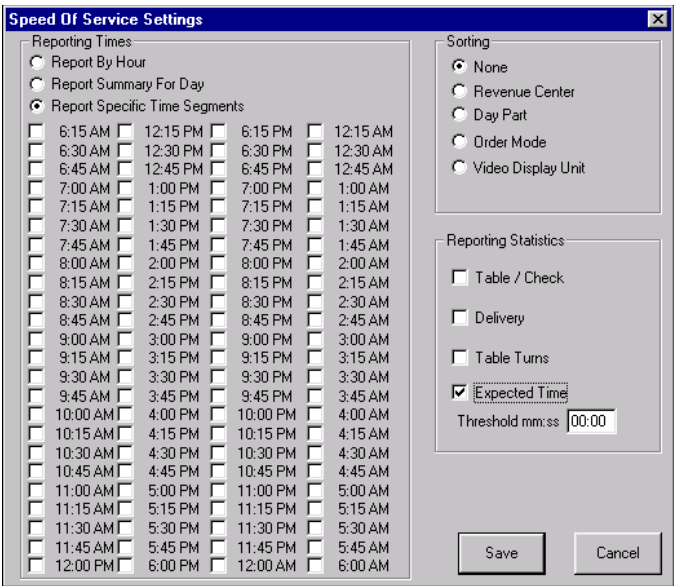 Speed Of Service Settings
Reporting Times
Report By Hour
Report Summary For Day
Report Specific Time Segments
6:15 AM 12:15 PM 6:15 PM 12:15 AM
6:30 AM 12:30 PM 6:30 PM 12:30 AM
6:45 AM 12:45 PM 6:45 PM 12:45 AM
7:00 AM 1:00 PM 7:00 PM 1:00 AM
7:15 AM 1:15 PM 7:15 PM 1:15 AM
7:30 AM 1:30 PM 7:30 PM 1:30 AM
7:45 AM 1:45 PM 7:45 PM 1:45 AM
8:00 AM 2:00 PM 8:00 PM 2:00 AM
8:15 AM 2:15 PM 8:15 PM 2:15 AM
8:30 AM 2:30 PM 8:30 PM 2:30 AM
8:45 AM 2:45 PM 8:45 PM 2:45 AM
9:00 AM 3:00 PM 9:00 PM 3:00 AM
9:15 AM 3:15 PM 9:15 PM 3:15 AM
9:30 AM 3:30 PM 9:30 PM 3:30 AM
9:45 AM 3:45 PM 9:45 PM 3:45 AM
10:00 AM 4:00 PM 10:00 PM 4:00 AM
10:15 AM 4:15 PM 10:15 PM 4:15 AM
10:30 AM 4:30 PM 10:30 PM 4:30 AM
10:45 AM 4:45 PM 10:45 PM 4:45 AM
11:00 AM 5:00 PM 11:00 PM 5:00 AM
11:15 AM 5:15 PM 11:15 PM 5:15 AM
11:30 AM 5:30 PM 11:30 PM 5:30 AM
11:45 AM 5:45 PM 11:45 PM 5:45 AM
12:00 PM 6:00 PM 12:00 AM 6:00 AM
Sorting
None
Revenue Center
Day Part
Order Mode
Video Display Unit
Reporting Statistics
Table / Check
Delivery
Table Turns
Expected Time
Threshold mm:ss 00:00
Save Cancel